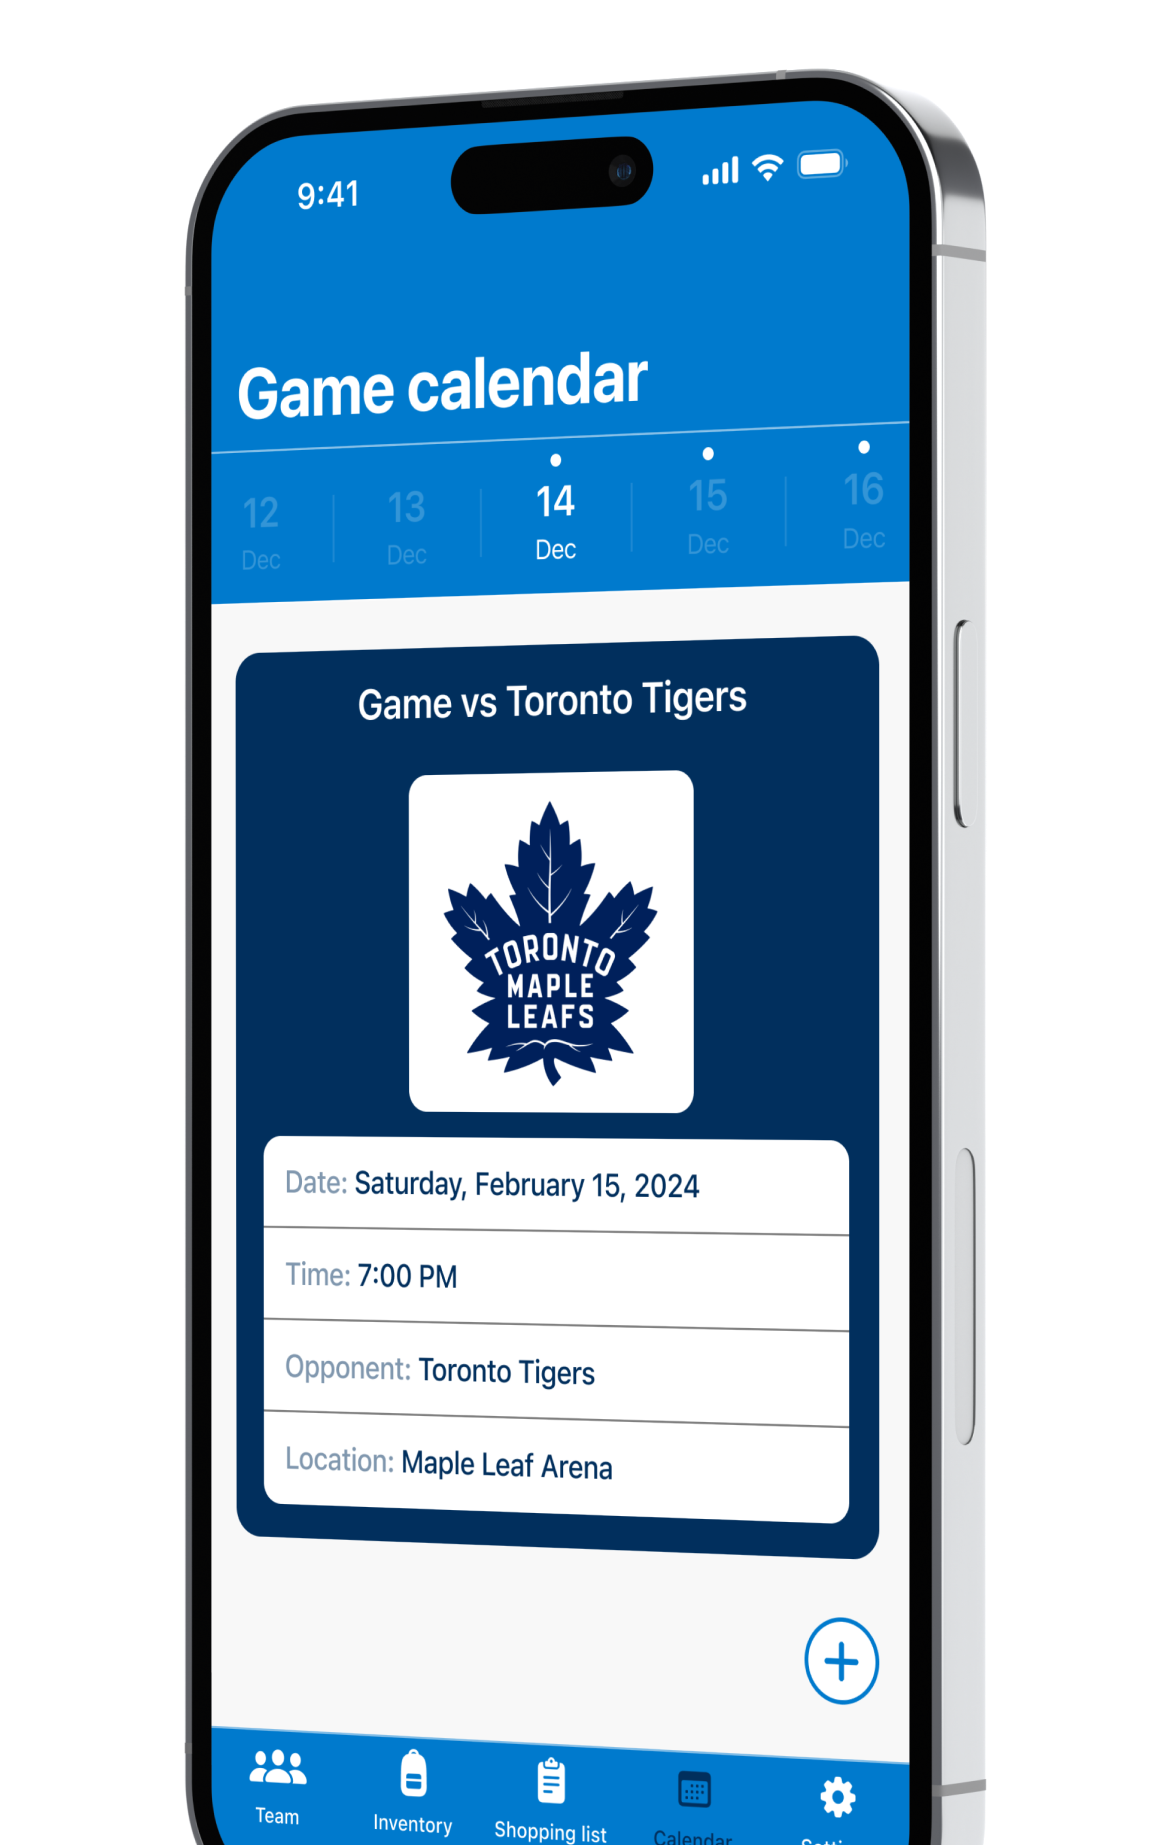 9:41
Game calendar
12 13 14 15 16
Dec Dec Dec Dec Dec
Game vs Toronto Tigers
TORONTO
MAPLE
LEAFS
Date: Saturday, February 15, 2024
Time: 7:00 PM
Opponent: Toronto Tigers
Location: Maple Leaf Arena
Team Inventory Shopping list Calendar